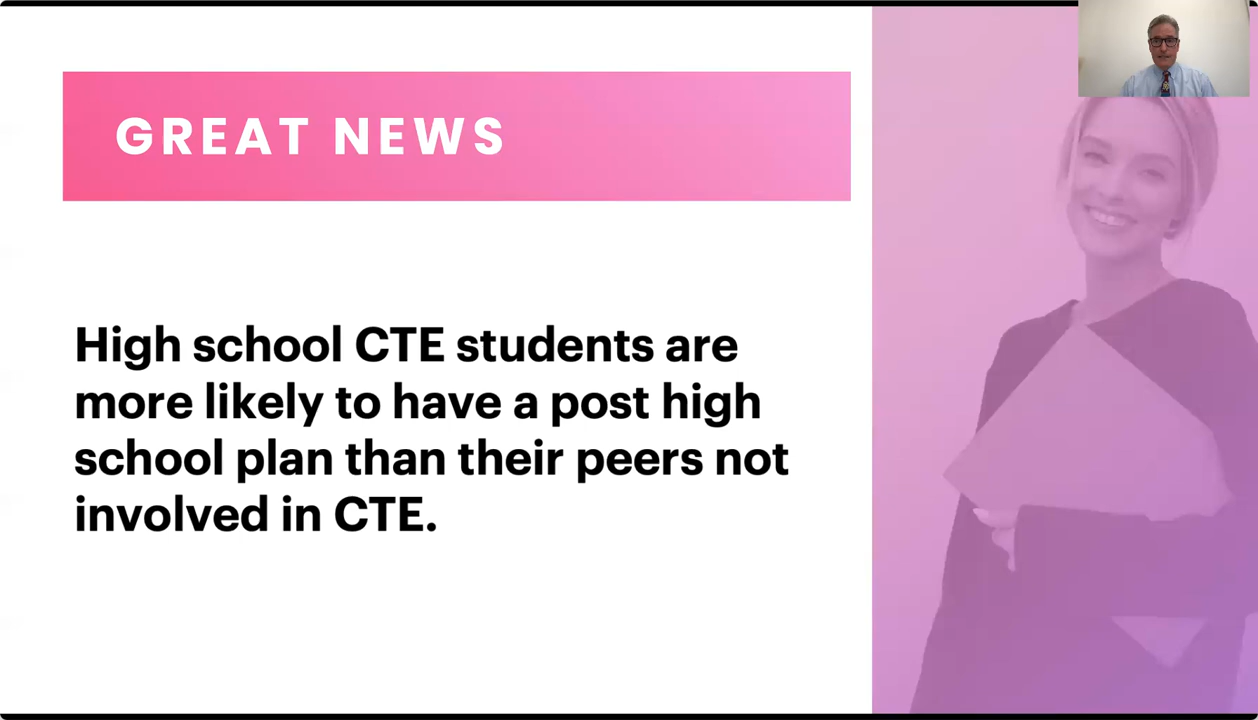 GREAT NEWS
High school CTE students are
more likely to have a post high
school plan than their peers not
involved in CTE.